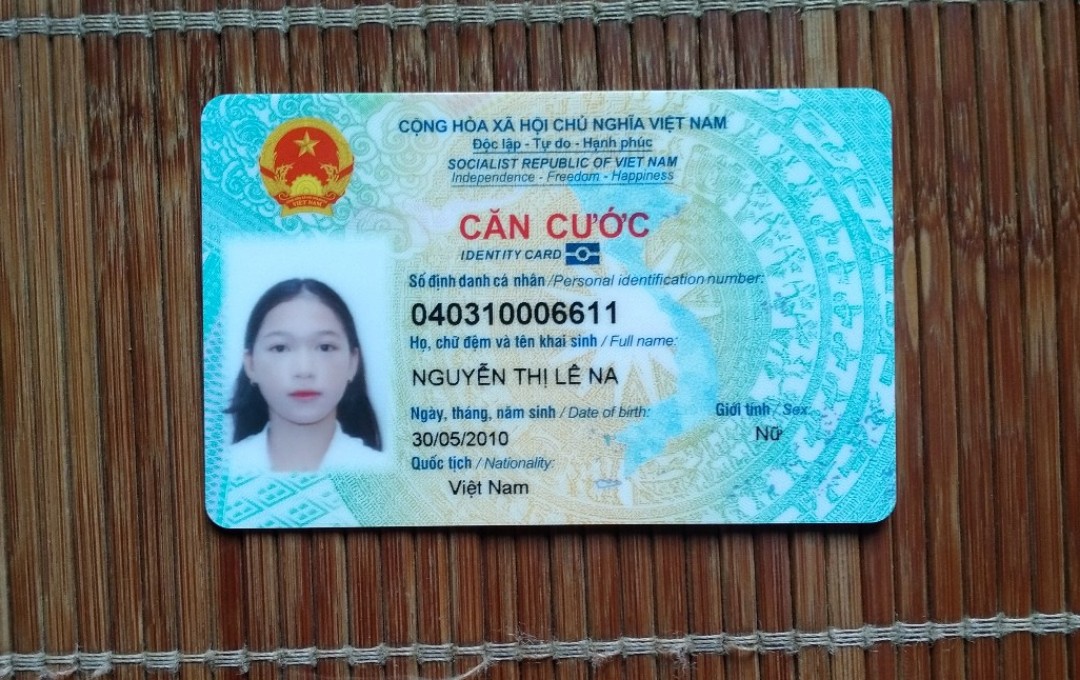 CỘNG HÒA XÃ HỘI CHỦ NGHĨA VIỆT NAM
Độc lập - Tự do - Hạnh phúc
SOCIALIST REPUBLIC OF VIET NAM
Independence - Freedom - Happiness
VIỆT NAM
CĂN CƯỚC
IDENTITY CARD
Số định danh cá nhân / Personal identification number:
040310006611
Họ, chữ đệm và tên khai sinh / Full name:
NGUYỄN THỊ LÊ NA
Ngày, tháng, năm sinh / Date of birth: Giới tính / Sex:
30/05/2010 Nữ
Quốc tịch / Nationality:
Việt Nam